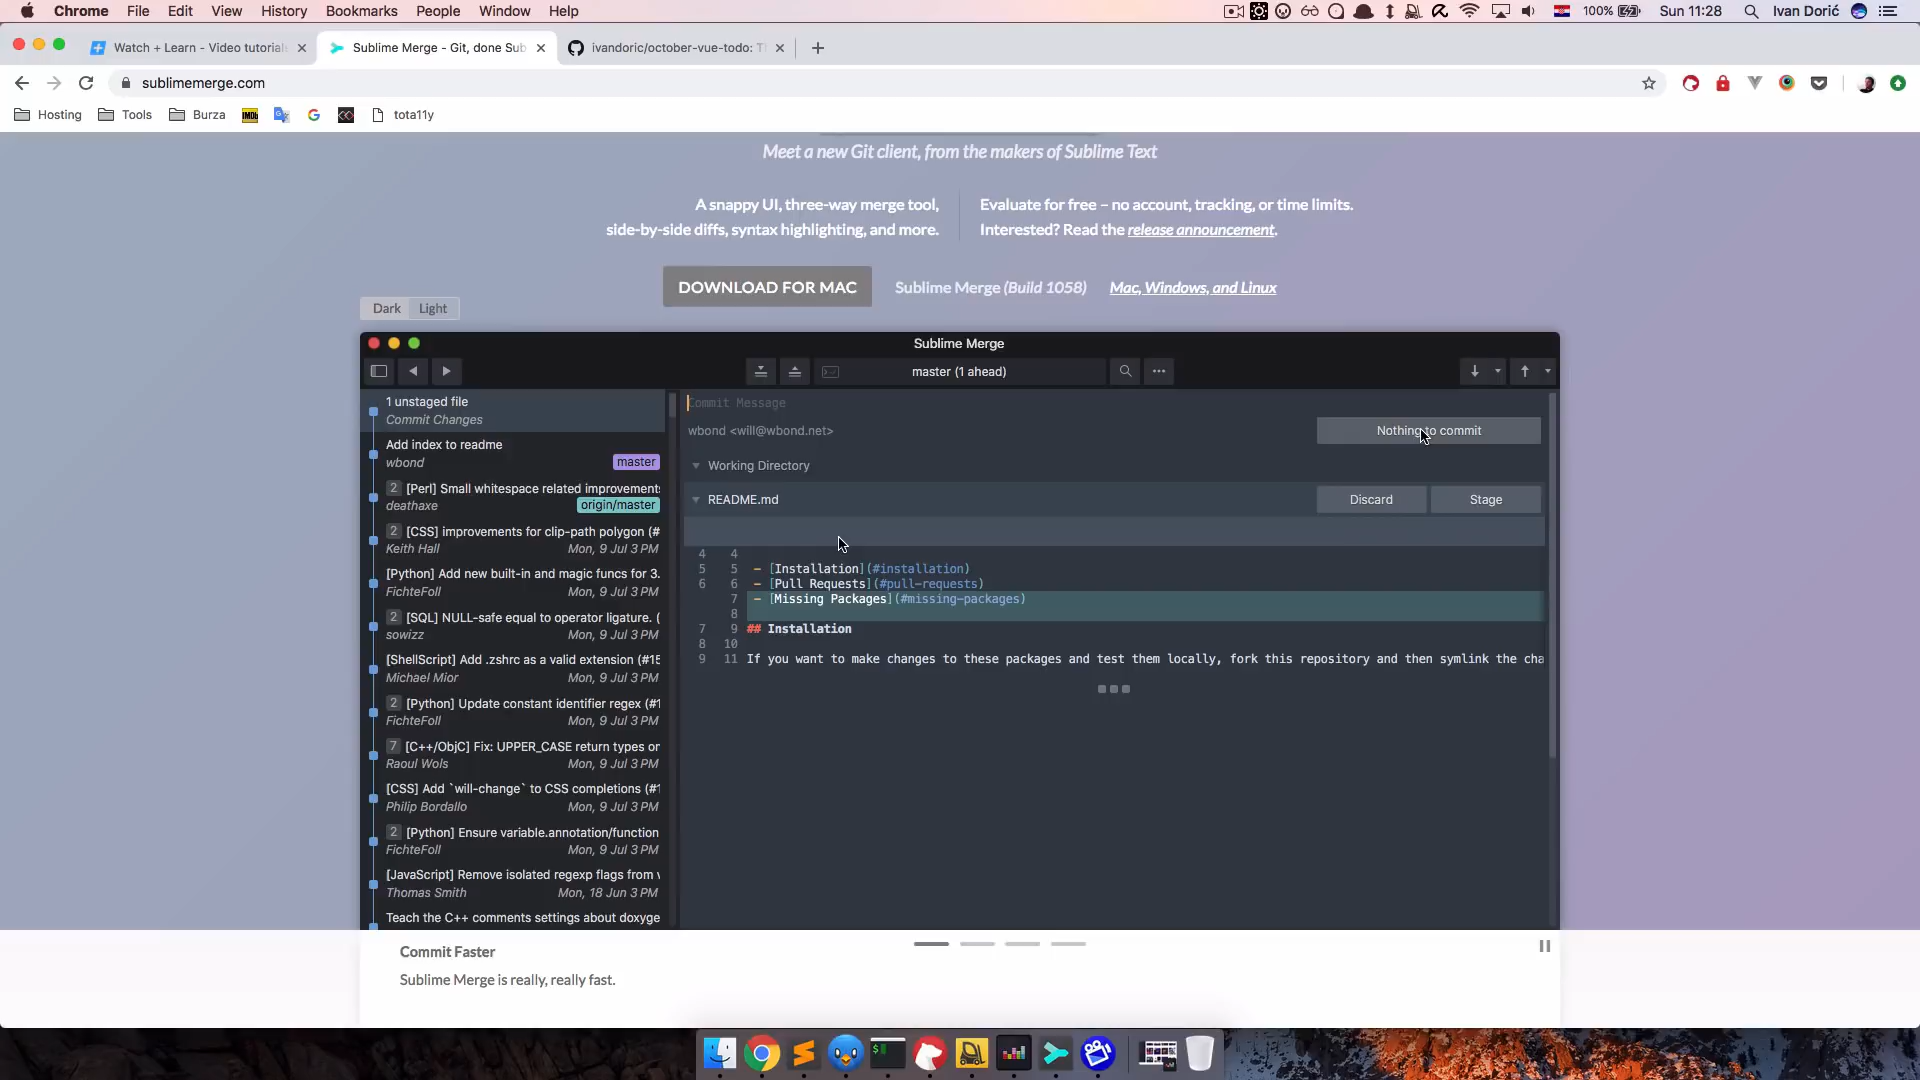 Chrome File Edit View History Bookmarks People Window Help 100% Sun 11:28 Ivan Dorić
Watch + Learn - Video tutorials
Sublime Merge - Git, done Sub
ivandoric/october-vue-todo: T
sublimemerge.com
Hosting Tools Burza IMDb tota11y
Meet a new Git client, from the makers of Sublime Text
A snappy UI, three-way merge tool,
side-by-side diffs, syntax highlighting, and more.
Evaluate for free – no account, tracking, or time limits.
Interested? Read the release announcement.
DOWNLOAD FOR MAC Sublime Merge (Build 1058) Mac, Windows, and Linux
Dark Light
Sublime Merge
master (1 ahead)
1 unstaged file
Commit Changes
Add index to readme
wbond master
2 [Perl] Small whitespace related improvements
deathaxe origin/master
2 [CSS] improvements for clip-path polygon (#
Keith Hall Mon, 9 Jul 3 PM
[Python] Add new built-in and magic funcs for 3.
FichteFoll Mon, 9 Jul 3 PM
2 [SQL] NULL-safe equal to operator ligature. (
sowizz Mon, 9 Jul 3 PM
[ShellScript] Add .zshrc as a valid extension (#15
Michael Mior Mon, 9 Jul 3 PM
2 [Python] Update constant identifier regex (#1
FichteFoll Mon, 9 Jul 3 PM
7 [C++/ObjC] Fix: UPPER_CASE return types or
Raoul Wols Mon, 9 Jul 3 PM
[CSS] Add `will-change` to CSS completions (#1
Philip Bordallo Mon, 9 Jul 3 PM
2 [Python] Ensure variable.annotation/function
FichteFoll Mon, 9 Jul 3 PM
[JavaScript] Remove isolated regexp flags from v
Thomas Smith Mon, 18 Jun 3 PM
Teach the C++ comments settings about doxyge
Commit Message
wbond <will@wbond.net> Nothing to commit
Working Directory
README.md Discard Stage
4 4
5 5 - [Installation](#installation)
6 6 - [Pull Requests](#pull-requests)
7 - [Missing Packages](#missing-packages)
8
7 9 ## Installation
8 10
9 11 If you want to make changes to these packages and test them locally, fork this repository and then symlink the cha
Commit Faster
Sublime Merge is really, really fast.